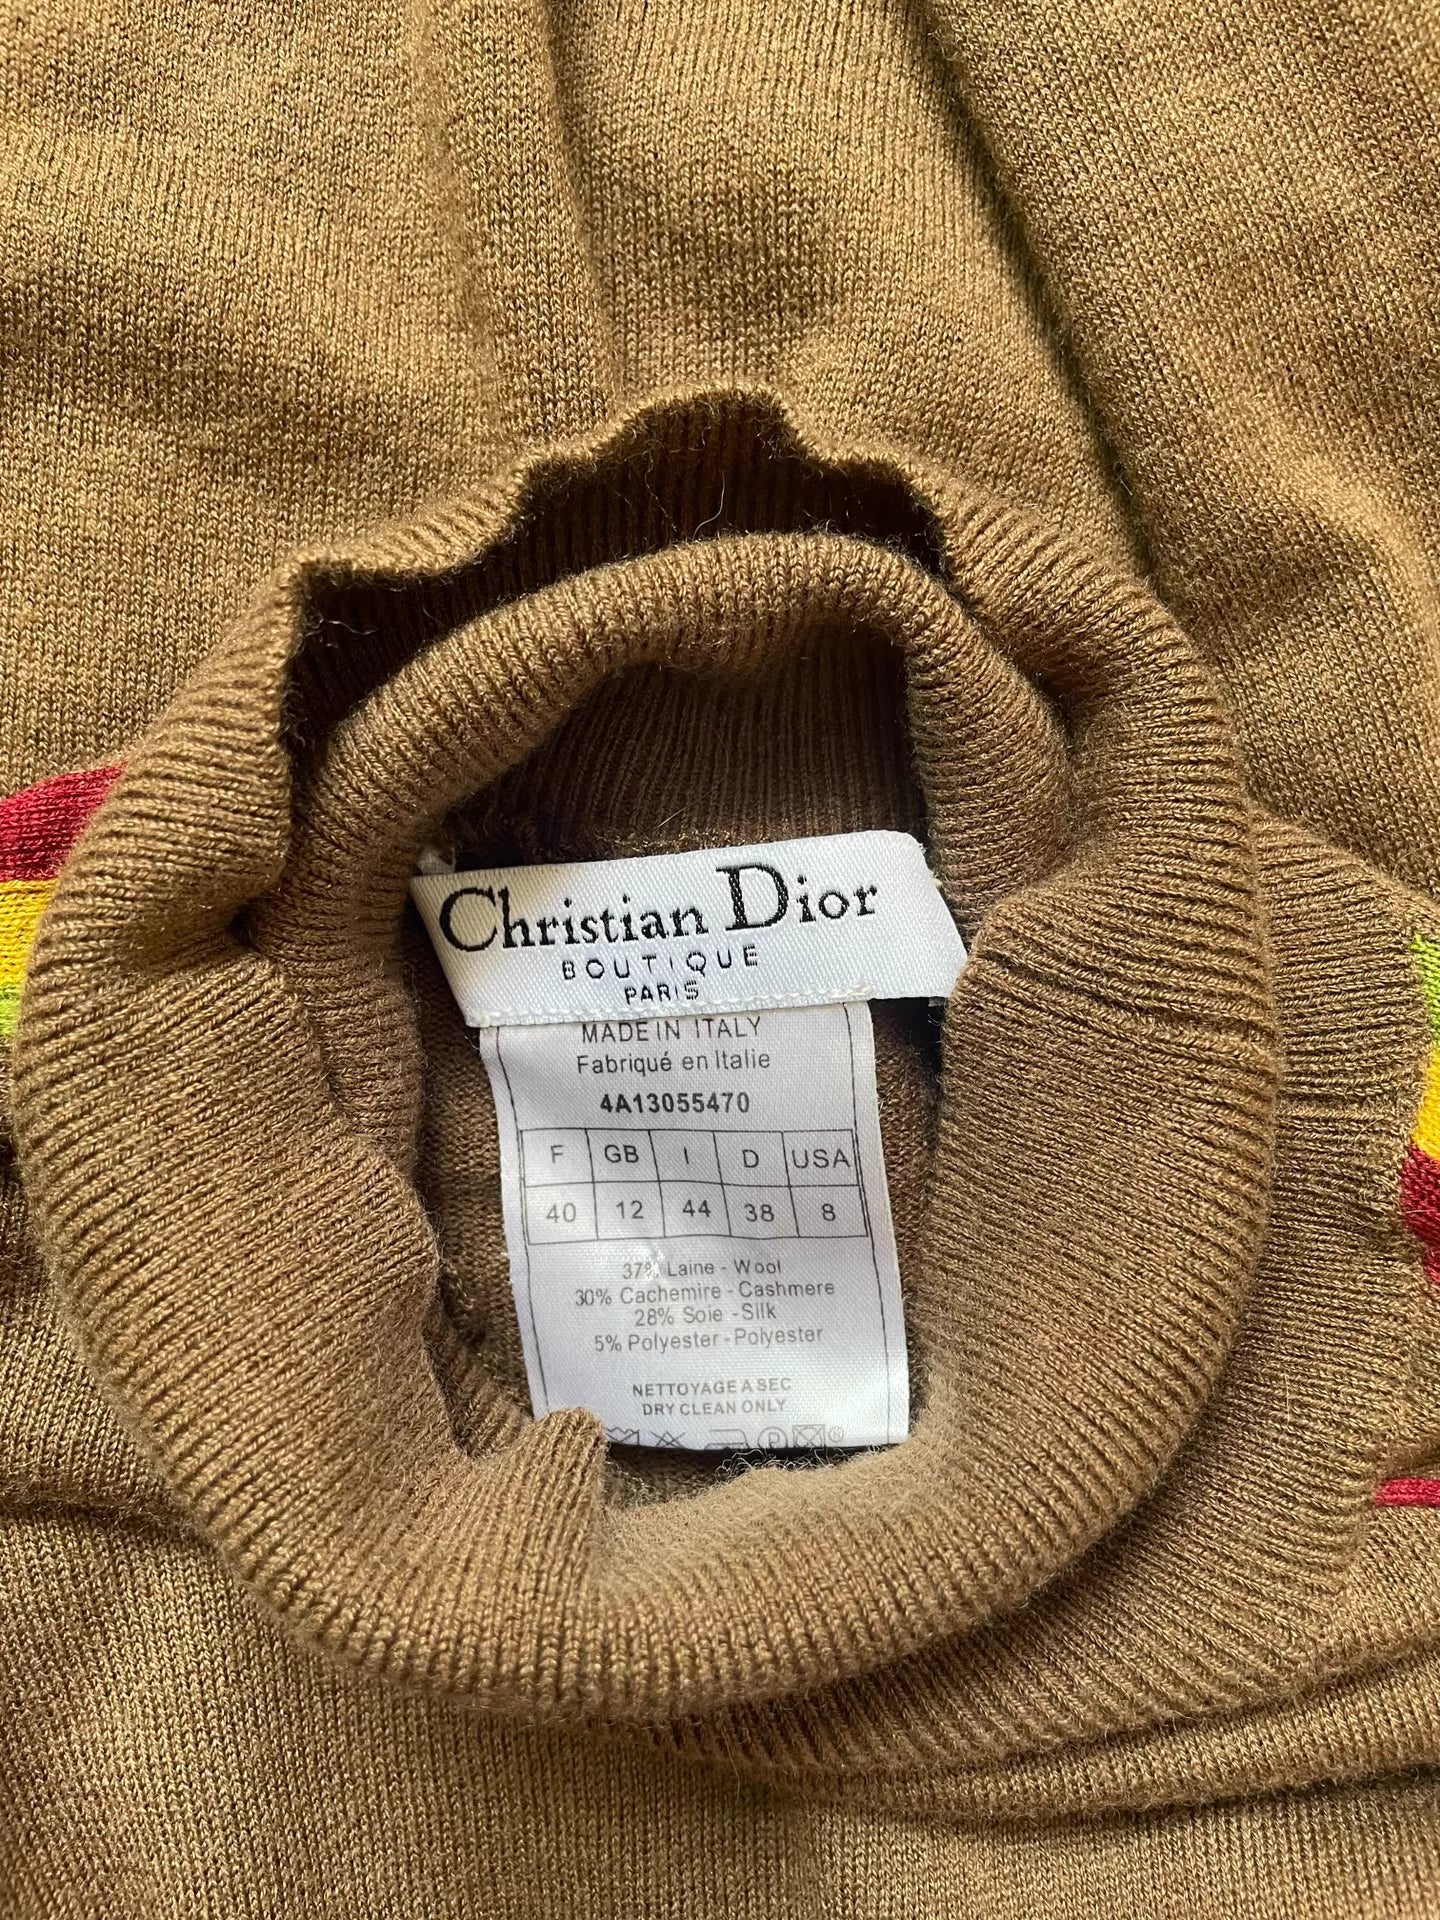 Christian Dior
BOUTIQUE
PARIS
MADE IN ITALY
Fabriqué en Italie
4A13055470
F GB I D USA
40 12 44 38 8
37% Laine - Wool
30% Cachemire - Cashmere
28% Soie - Silk
5% Polyester - Polyester
NETTOYAGE A SEC
DRY CLEAN ONLY
P ®